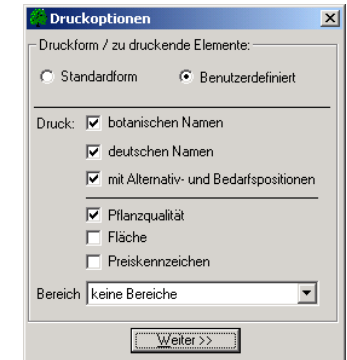 Druckoptionen
Druckform / zu druckende Elemente:
Standardform Benutzerdefiniert
Druck: botanischen Namen
deutschen Namen
mit Alternativ- und Bedarfspositionen
Pflanzqualität
Fläche
Preiskennzeichen
Bereich keine Bereiche
Weiter >>